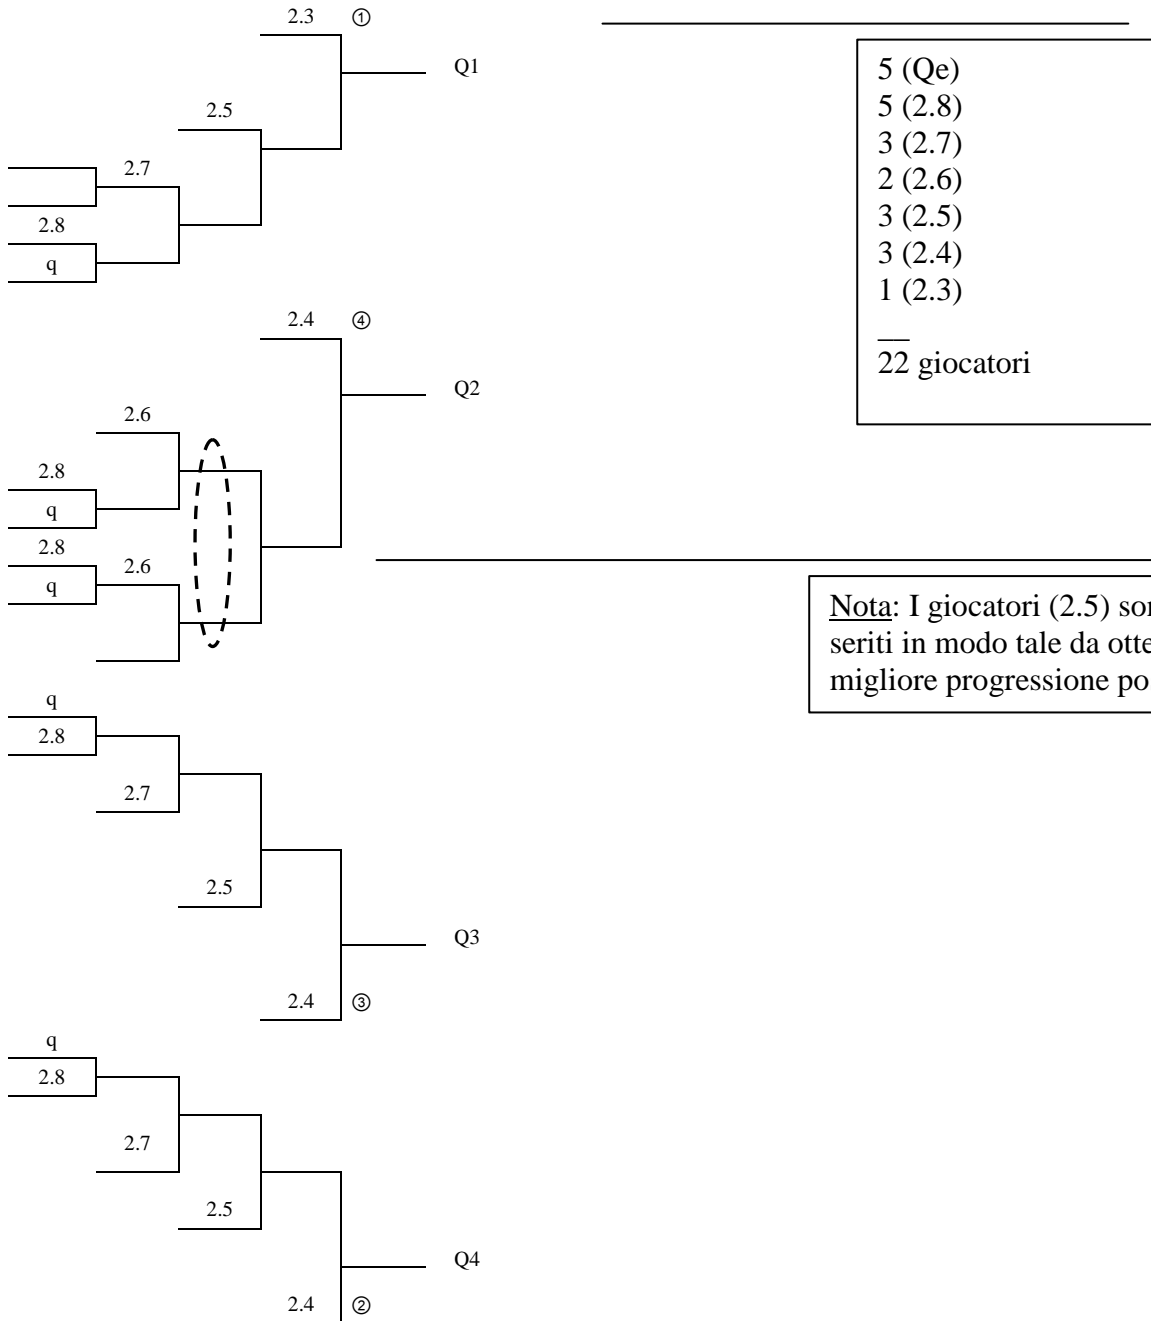 2.3 ①
Q1
2.5
2.7
2.8
q
2.4 ④
Q2
2.6
2.8
q
2.8
2.6
q
q
2.8
2.7
2.5
Q3
2.4 ③
q
2.8
2.7
2.5
Q4
2.4 ②
5 (Qe)
5 (2.8)
3 (2.7)
2 (2.6)
3 (2.5)
3 (2.4)
1 (2.3)
22 giocatori
Nota: I giocatori (2.5)
seriti in modo tale da
migliore progressione